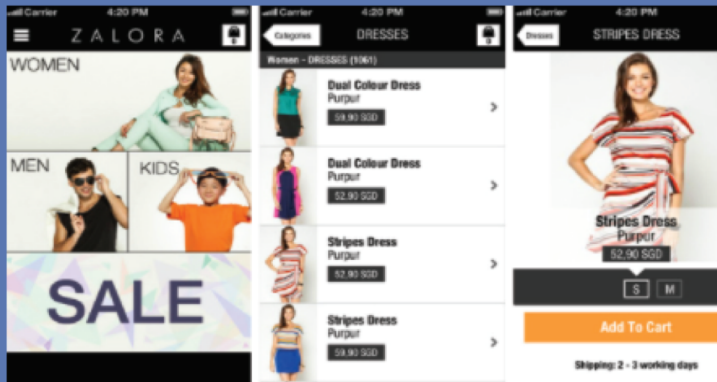 Carrier 4:20 PM
ZALORA
0
WOMEN
MEN
KIDS
SALE
Carrier 4:20 PM
Categories DRESSES 0
Women - DRESSES (1061)
Dual Colour Dress
Purpur
59,90 SGD
Dual Colour Dress
Purpur
52,90 SGD
Stripes Dress
Purpur
52,90 SGD
Stripes Dress
Purpur
59,90 SGD
Carrier 4:20 PM
Dresses STRIPES DRESS
Stripes Dress
Purpur
52,90 SGD
S M
Add To Cart
Shipping: 2 - 3 working days